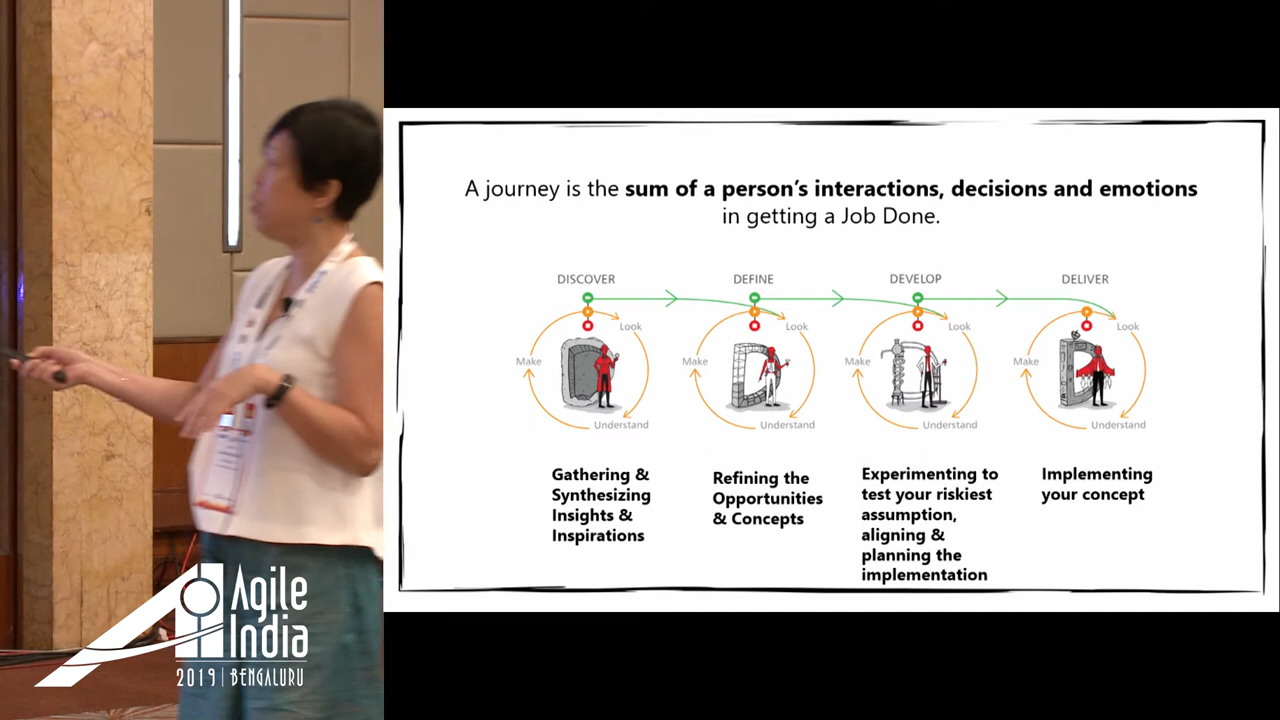 A journey is the sum of a person's interactions, decisions and emotions
in getting a Job Done.
DISCOVER
DEFINE
DEVELOP
DELIVER
Look
Make
Understand
Look
Make
Understand
Look
Make
Understand
Look
Make
Understand
Gathering &
Synthesizing
Insights &
Inspirations
Refining the
Opportunities
& Concepts
Experimenting to
test your riskiest
assumption,
aligning &
planning the
implementation
Implementing
your concept
Agile
India
2019 | BENGALURU